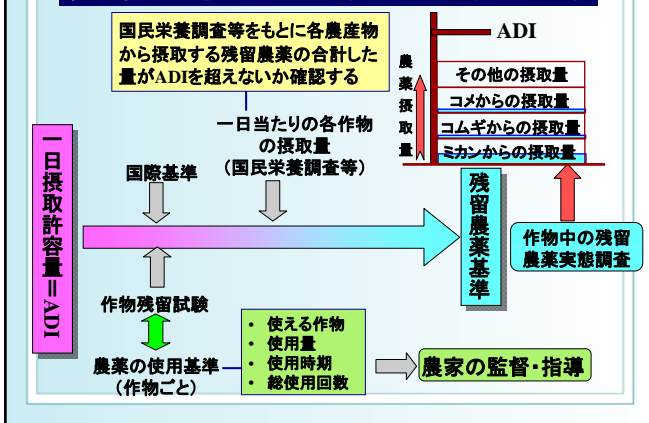 国民栄養調査等をもとに各農産物
から摂取する残留農薬の合計した
量がADIを超えないか確認する
ADI
農薬摂取量
その他の摂取量
コメからの摂取量
コムギからの摂取量
ミカンからの摂取量
一日当たりの各作物
の摂取量
(国民栄養調査等)
国際基準
一日摂取許容量=ADI
残留農薬基準
作物中の残留
農薬実態調査
作物残留試験
農薬の使用基準
(作物ごと)
• 使える作物
• 使用量
• 使用時期
• 総使用回数
農家の監督・指導